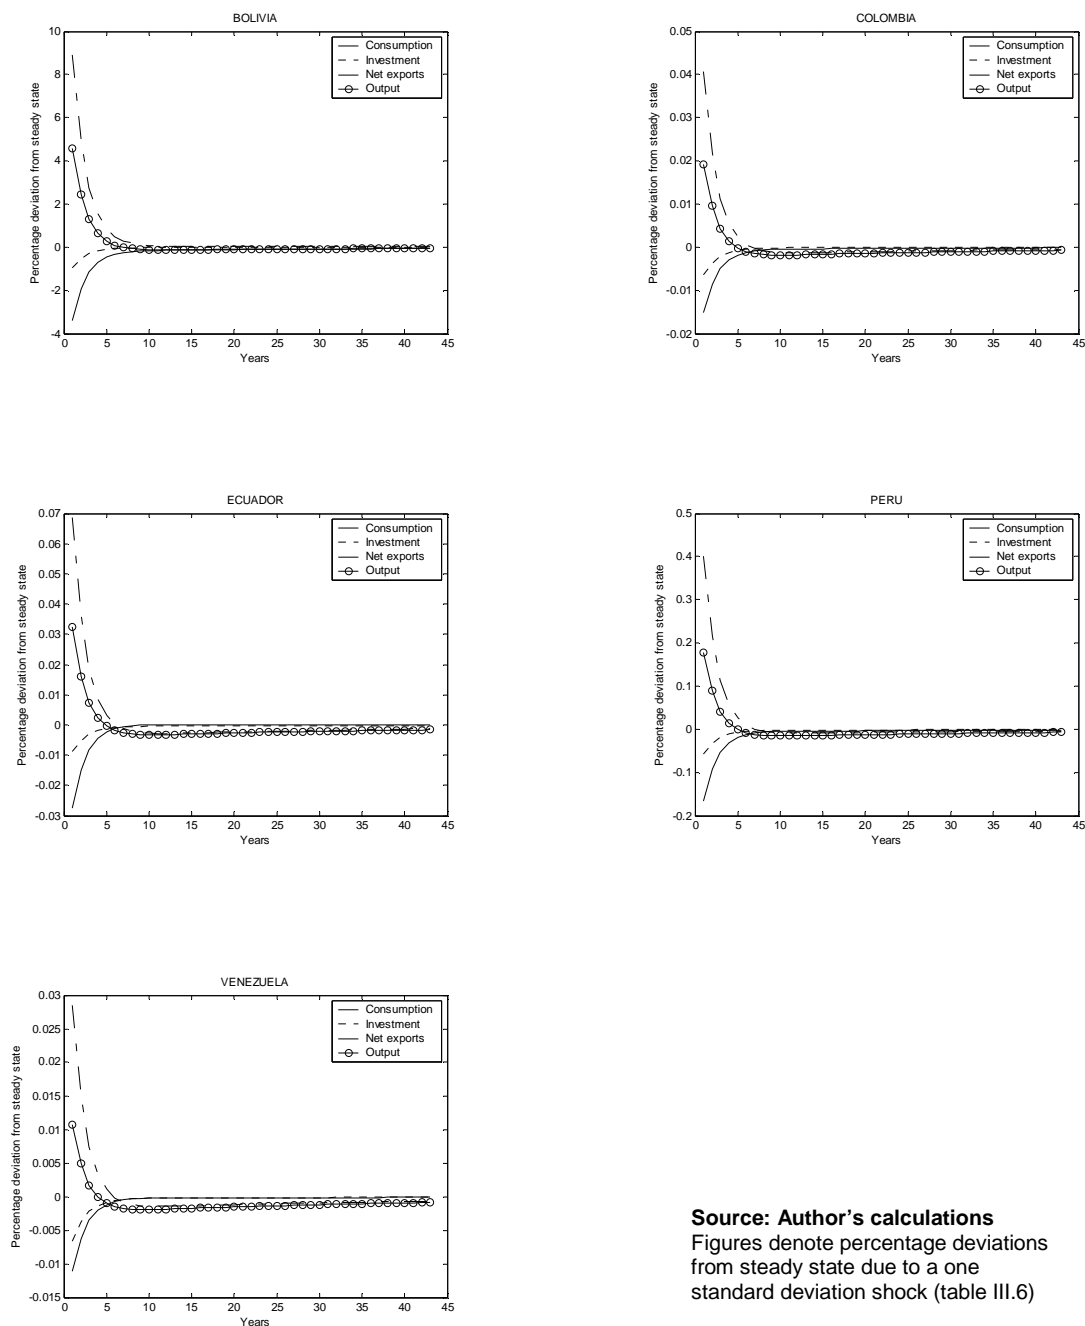 BOLIVIA
10
8
6
4
2
0
-2
-4
Percentage deviation from steady state
0 5 10 15 20 25 30 35 40 45
Years
Consumption
Investment
Net exports
Output
COLOMBIA
0.05
0.04
0.03
0.02
0.01
0
-0.01
-0.02
Percentage deviation from steady state
0 5 10 15 20 25 30 35 40 45
Years
Consumption
Investment
Net exports
Output
ECUADOR
0.07
0.06
0.05
0.04
0.03
0.02
0.01
0
-0.01
-0.02
-0.03
Percentage deviation from steady state
0 5 10 15 20 25 30 35 40 45
Years
Consumption
Investment
Net exports
Output
PERU
0.5
0.4
0.3
0.2
0.1
0
-0.1
-0.2
Percentage deviation from steady state
0 5 10 15 20 25 30 35 40 45
Years
Consumption
Investment
Net exports
Output
VENEZUELA
0.03
0.025
0.02
0.015
0.01
0.005
0
-0.005
-0.01
-0.015
Percentage deviation from steady state
0 5 10 15 20 25 30 35 40 45
Years
Consumption
Investment
Net exports
Output
Source: Author's calculations
Figures denote percentage deviations
from steady state due to a one
standard deviation shock (table III.6)